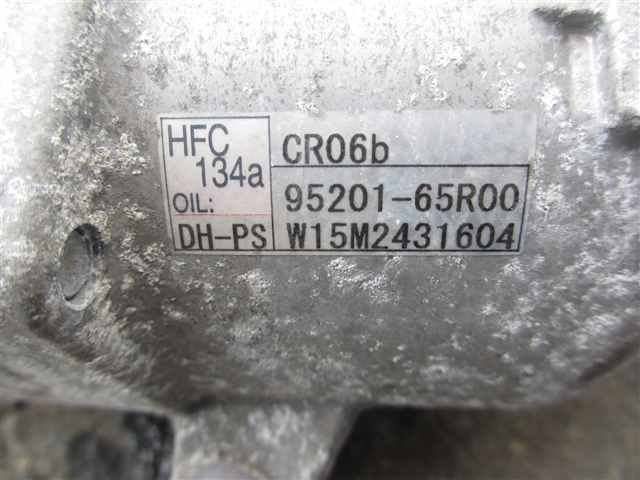 HFC
134a
OIL:
DH-PS
CR06b
95201-65R00
W15M2431604